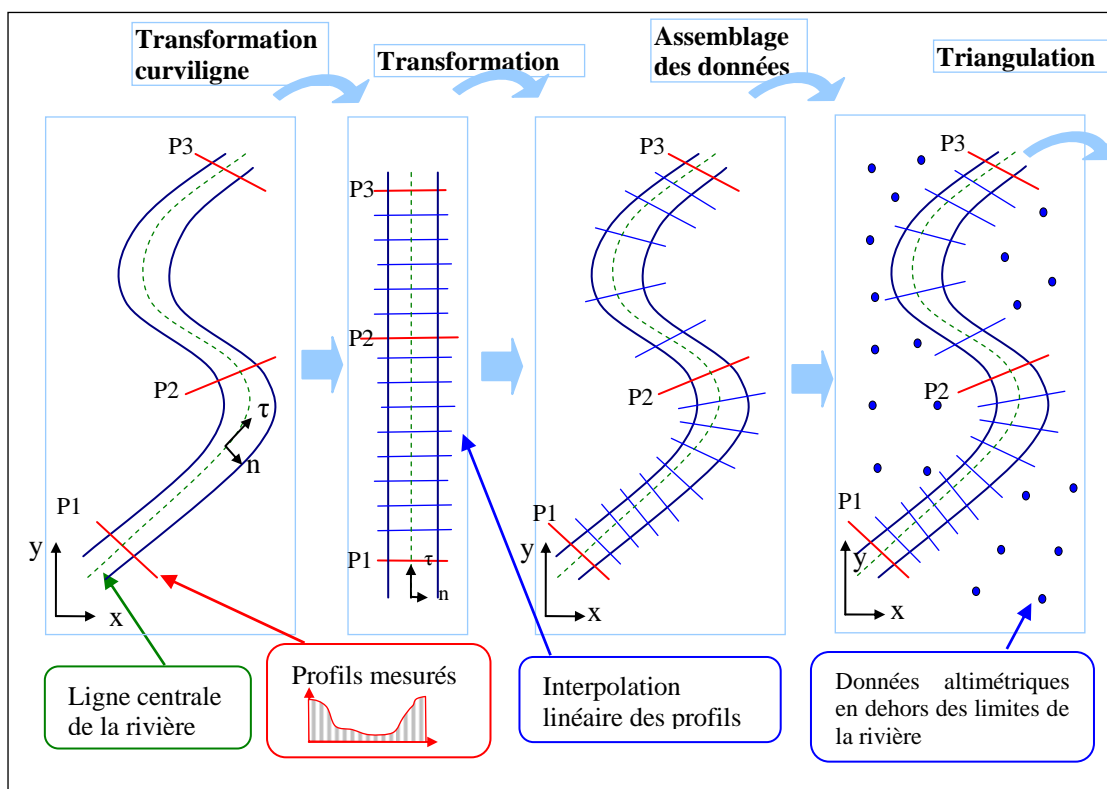 Transformation
curviligne
Transformation
Assemblage
des données
Triangulation
P3
P2
τ
n
P1
y
x
P3
P2
P1
τ
n
P3
P2
P1
y
x
P3
P2
P1
y
x
Ligne centrale
de la rivière
Profils mesurés
Interpolation
linéaire des profils
Données altimétriques
en dehors des limites de
la rivière